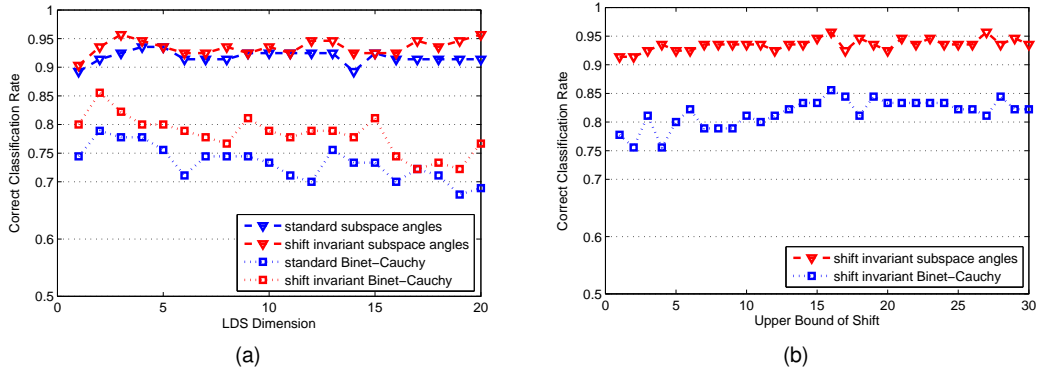 1
0.95
0.9
0.85
0.8
0.75
0.7
0.6
0.5
Correct Classification Rate
0
5
10
15
20
LDS Dimension
standard subspace angles
shift invariant subspace angles
standard Binet−Cauchy
shift invariant Binet−Cauchy
(a)
1
0.95
0.9
0.85
0.8
0.75
0.7
0.6
0.5
Correct Classification Rate
0
5
10
15
20
25
30
Upper Bound of Shift
shift invariant subspace angles
shift invariant Binet−Cauchy
(b)